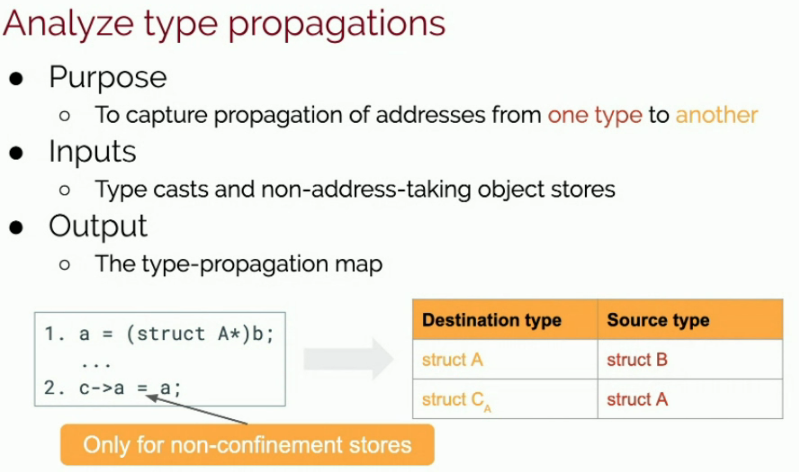 Analyze type propagations
● Purpose
○ To capture propagation of addresses from one type to another
● Inputs
○ Type casts and non-address-taking object stores
● Output
○ The type-propagation map
1. a = (struct A*)b;
...
2. c->a = a;
Only for non-confinement stores
Destination type Source type
struct A struct B
struct C_A struct A